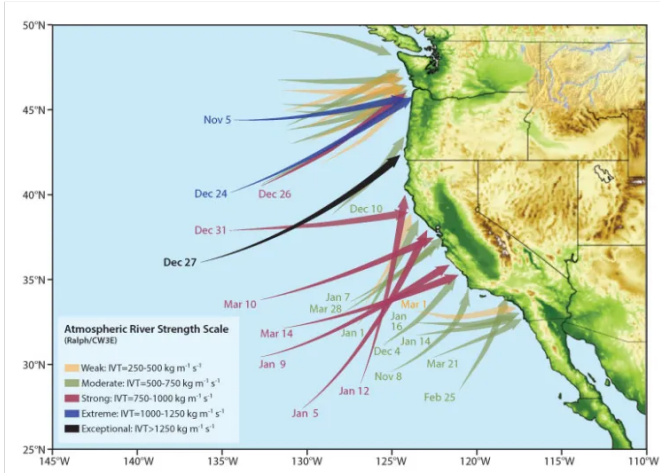 50°N
45°N
40°N
35°N
30°N
25°N
145°W 140°W 135°W 130°W 125°W 120°W 115°W 110°W
Nov 5
Dec 24
Dec 26
Dec 10
Dec 31
Dec 27
Mar 10
Jan 7
Mar 28
Mar 1
Jan
16
Mar 14
Jan 1
Jan 14
Dec 4
Jan 9
Mar 21
Nov 8
Jan 12
Feb 25
Jan 5
Atmospheric River Strength Scale
(Ralph/CW3E)
Weak: IVT=250-500 kg m⁻¹ s⁻¹
Moderate: IVT=500-750 kg m⁻¹ s⁻¹
Strong: IVT=750-1000 kg m⁻¹ s⁻¹
Extreme: IVT=1000-1250 kg m⁻¹ s⁻¹
Exceptional: IVT>1250 kg m⁻¹ s⁻¹